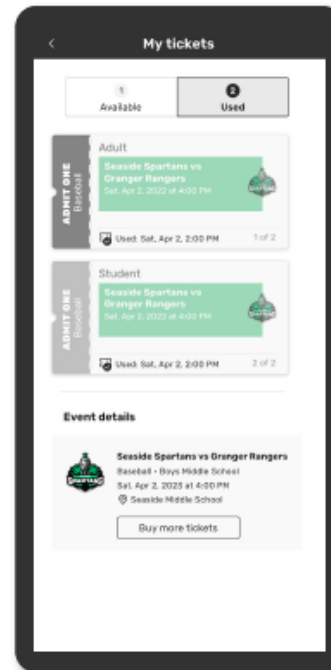 My tickets
1
Available
2
Used
ADMIT ONE
Baseball
Adult
Seaside Spartans vs
Granger Rangers
Sat, Apr 2, 2022 at 4:00 PM
Used: Sat, Apr 2, 2:00 PM
1 of 2
ADMIT ONE
Baseball
Student
Seaside Spartans vs
Granger Rangers
Sat, Apr 2, 2022 at 4:00 PM
Used: Sat, Apr 2, 2:00 PM
2 of 2
Event details
SPARTANS
Seaside Spartans vs Granger Rangers
Baseball • Boys Middle School
Sat, Apr 2, 2023 at 4:00 PM
Seaside Middle School
Buy more tickets